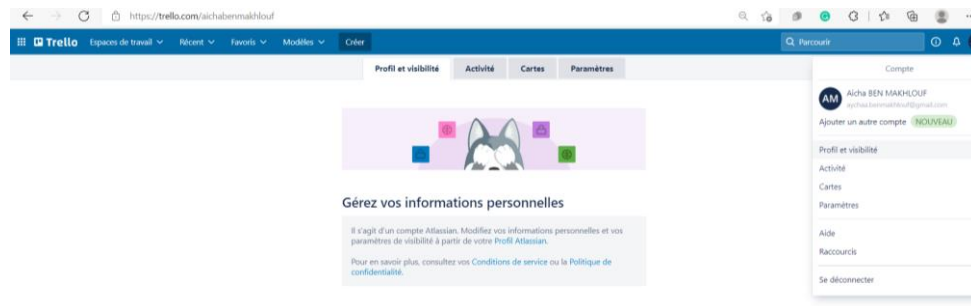 https://trello.com/aichabenmakhlouf
Trello Espaces de travail Récent Favoris Modèles Créer Parcourir
Profil et visibilité Activité Cartes Paramètres
Compte
AM Aicha BEN MAKHLOUF
Ajouter un autre compte NOUVEAU
Profil et visibilité
Activité
Cartes
Paramètres
Aide
Raccourcis
Se déconnecter
Gérez vos informations personnelles
Il s'agit d'un compte Atlassian. Modifiez vos informations personnelles et vos
paramètres de visibilité à partir de votre Profil Atlassian.
Pour en savoir plus, consultez vos Conditions de service ou la Politique de
confidentialité.